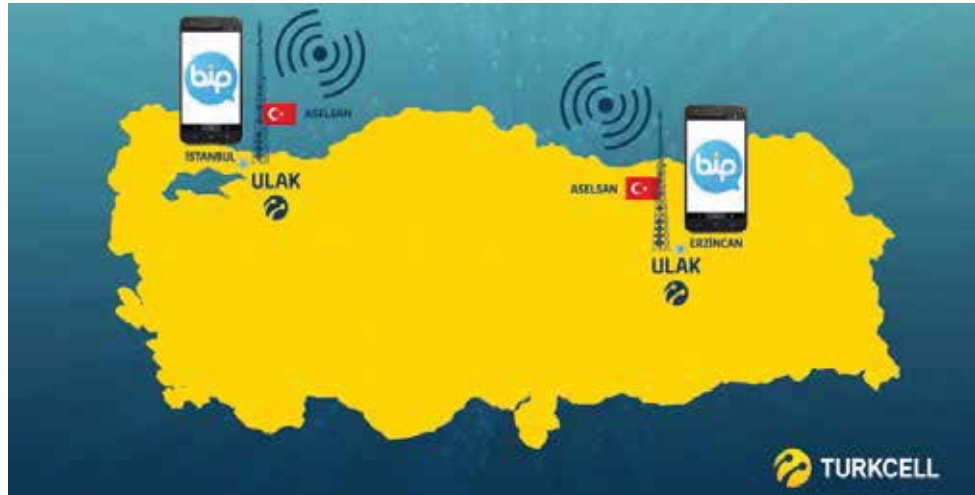 bip
ASELSAN
İSTANBUL
ULAK
bip
ASELSAN
ERZİNCAN
ULAK
TURKCELL